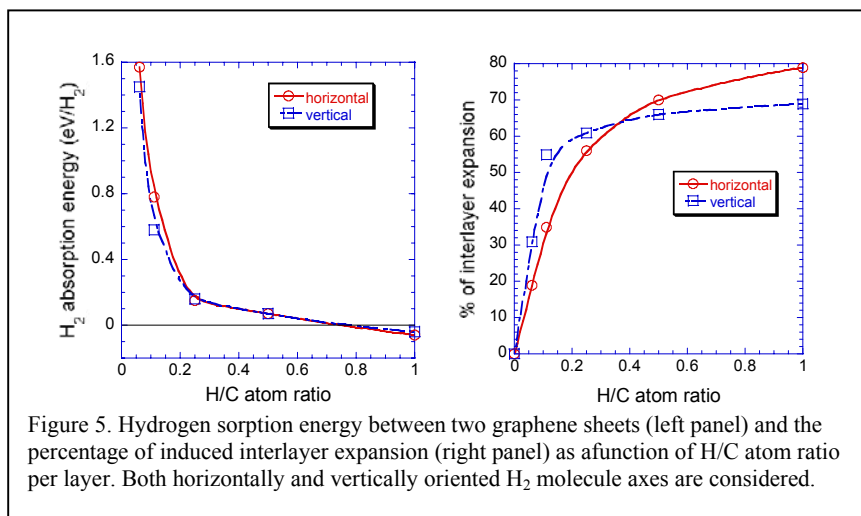 1.6
1.2
0.8
0.4
0
H₂ absorption energy (eV/H₂)
horizontal
vertical
0 0.2 0.4 0.6 0.8 1
H/C atom ratio
80
70
60
50
40
30
20
10
0
% of interlayer expansion
horizontal
vertical
0 0.2 0.4 0.6 0.8 1
H/C atom ratio
Figure 5. Hydrogen sorption energy between two graphene sheets (left panel) and the
percentage of induced interlayer expansion (right panel) as afunction of H/C atom ratio
per layer. Both horizontally and vertically oriented H₂ molecule axes are considered.